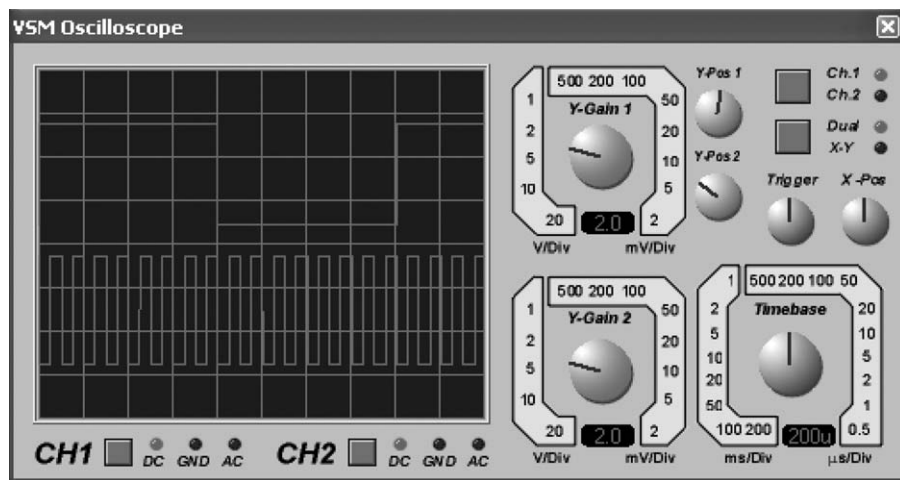 VSM Oscilloscope
500 200 100
1
2
5
10
20
50
20
10
5
2
Y-Gain 1
2.0
V/Div mV/Div
Y-Pos 1
Y-Pos 2
Ch.1
Ch.2
Dual
X-Y
Trigger X-Pos
500 200 100
1
2
5
10
20
50
20
10
5
2
Y-Gain 2
2.0
V/Div mV/Div
1 500 200 100 50
2
5
10
20
50
100 200
20
10
5
2
1
0.5
Timebase
200u
ms/Div µs/Div
CH1 DC GND AC CH2 DC GND AC